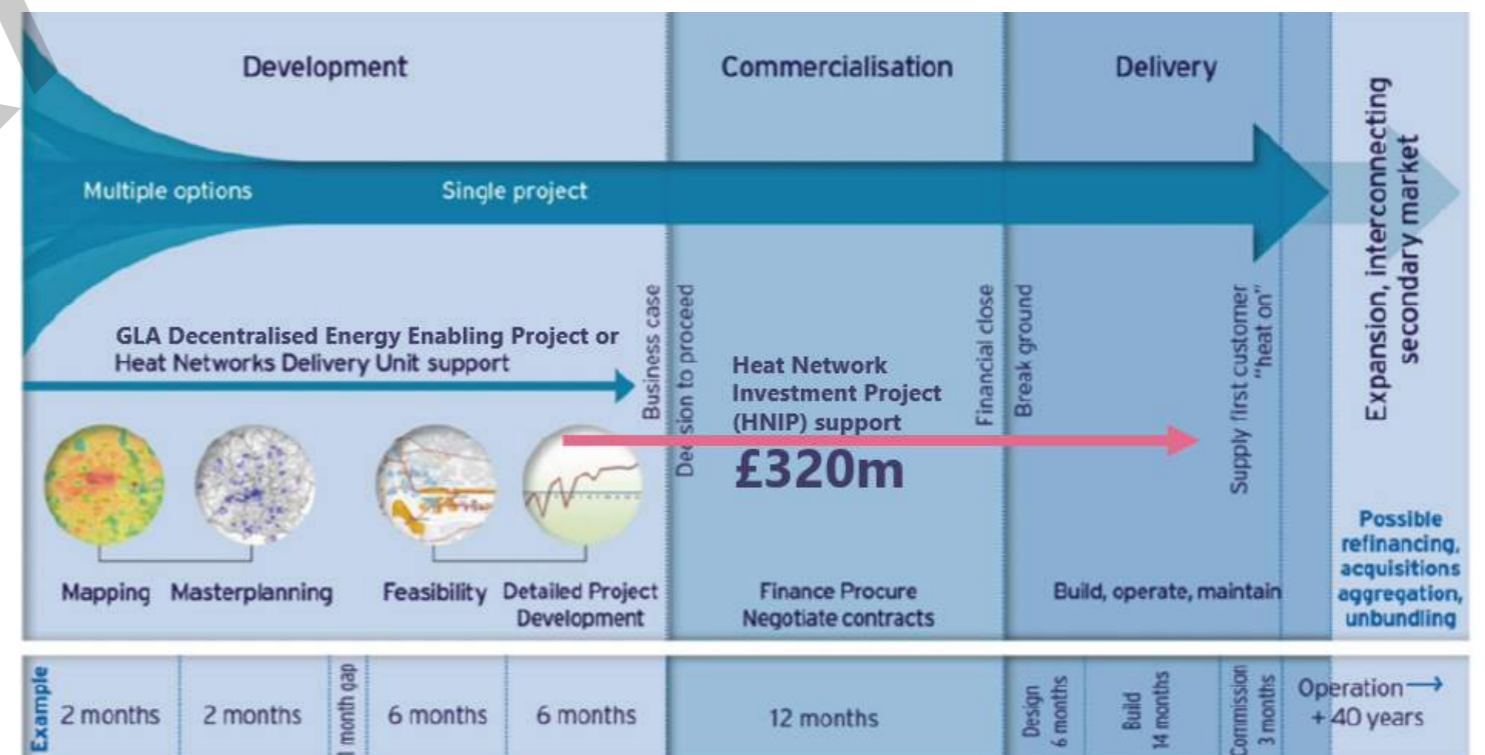 Development
Commercialisation
Delivery
Multiple options
Single project
Expansion, interconnecting
secondary market
GLA Decentralised Energy Enabling Project or
Heat Networks Delivery Unit support
Business case
Decision to proceed
Heat Network
Investment Project
(HNIP) support
£320m
Financial close
Break ground
Supply first customer
"heat on"
Mapping
Masterplanning
Feasibility
Detailed Project
Development
Finance Procure
Negotiate contracts
Build, operate, maintain
Possible
refinancing,
acquisitions
aggregation,
unbundling
Example
2 months
2 months
1 month gap
6 months
6 months
12 months
Design
6 months
Build
14 months
Commission
3 months
Operation
+ 40 years